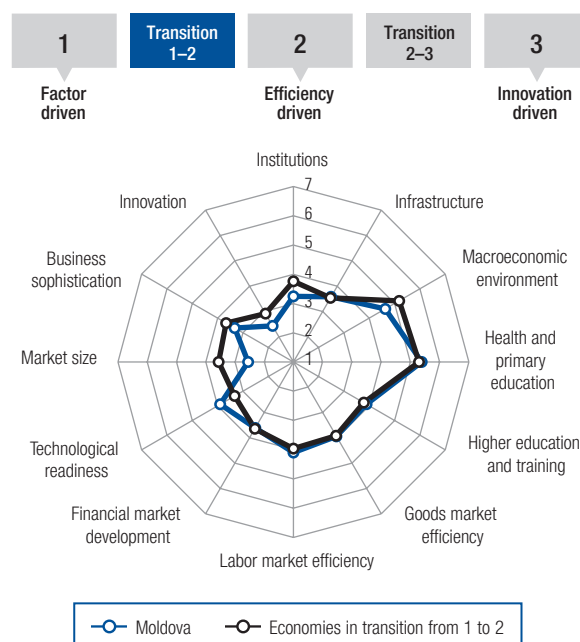 1
Transition
1–2
2
Transition
2–3
3
Factor
driven
Efficiency
driven
Innovation
driven
Institutions
Innovation
Infrastructure
Business
sophistication
Macroeconomic
environment
Market size
Health and
primary
education
Technological
readiness
Higher education
and training
Financial market
development
Goods market
efficiency
Labor market efficiency
7
6
5
4
3
2
1
Moldova
Economies in transition from 1 to 2